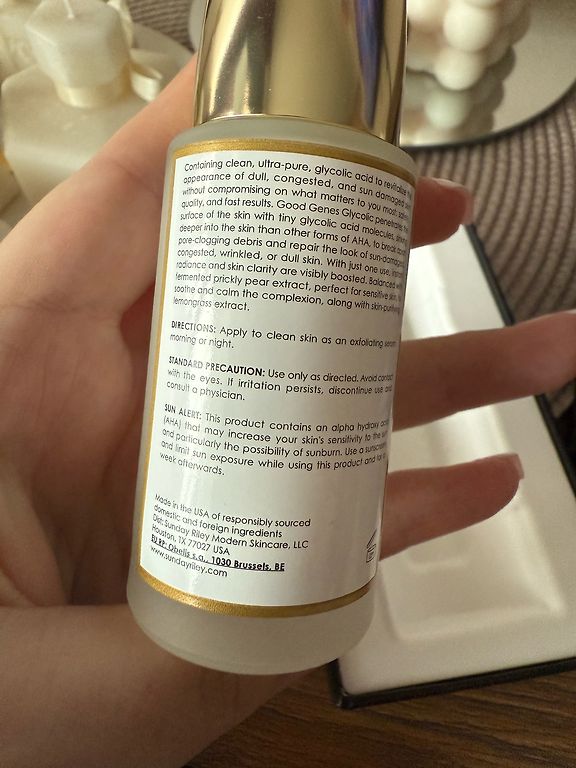 Containing clean, ultra-pure, glycolic acid to revitalize the
appearance of dull, congested, and sun damaged
without compromising on what matters to you most:
quality, and fast results. Good Genes Glycolic penetrates the
surface of the skin with tiny glycolic acid molecules,
deeper into the skin than other forms of AHA, to break down
pore-clogging debris and repair the look of sun-damaged,
congested, wrinkled, or dull skin. With just one use,
radiance and skin clarity are visibly boosted. Balanced with
fermented prickly pear extract, perfect for sensitive skin,
soothe and calm the complexion, along with skin-purifying
lemongrass extract.
DIRECTIONS: Apply to clean skin as an exfoliating serum
morning or night.
STANDARD PRECAUTION: Use only as directed. Avoid contact
with the eyes. If irritation persists, discontinue use and
consult a physician.
SUN ALERT: This product contains an alpha hydroxy acid
(AHA) that may increase your skin's sensitivity to the sun
and particularly the possibility of sunburn. Use a sunscreen
and limit sun exposure while using this product and for a
week afterwards.
Made in the USA of responsibly sourced
domestic and foreign ingredients
Dist: Sunday Riley Modern Skincare, LLC
Houston, TX 77027 USA
EU RP: Obelis s.a., 1030 Brussels, BE
www.sundayriley.com